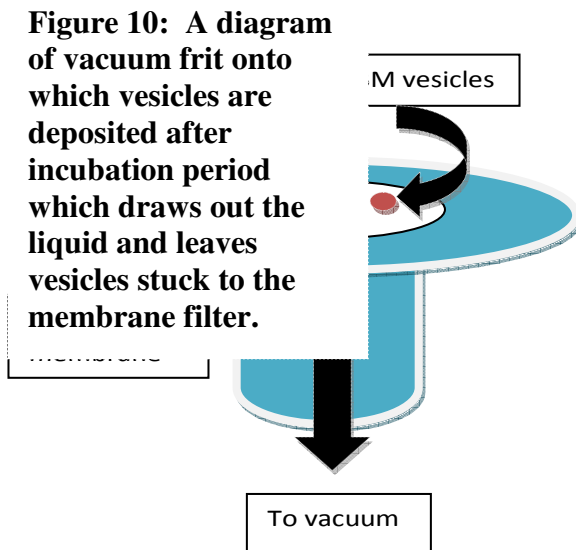 Figure 10: A diagram
of vacuum frit onto
which vesicles are
deposited after
incubation period
which draws out the
liquid and leaves
vesicles stuck to the
membrane filter.
vesicles
membrane
To vacuum